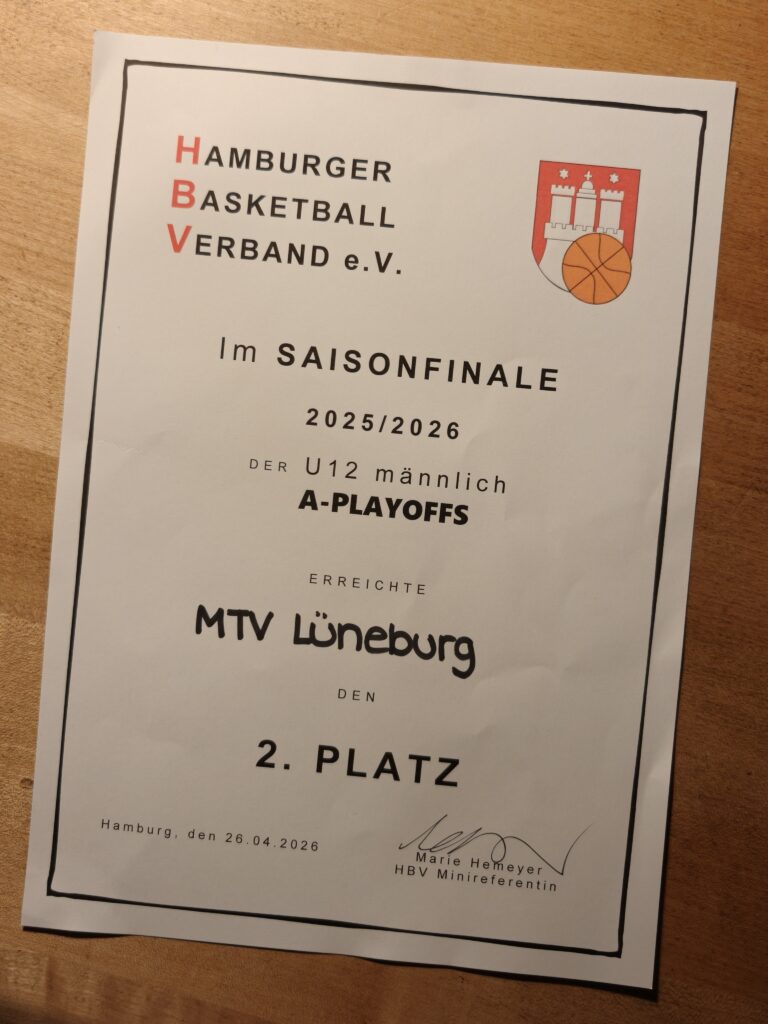 HAMBURGER
BASKETBALL
VERBAND e.V.
Im SAISONFINALE
2025/2026
DER U12 männlich
A-PLAYOFFS
ERREICHTE
MTV Lüneburg
DEN
2. PLATZ
Hamburg, den 26.04.2026
Marie Hemeyer
HBV Minireferentin